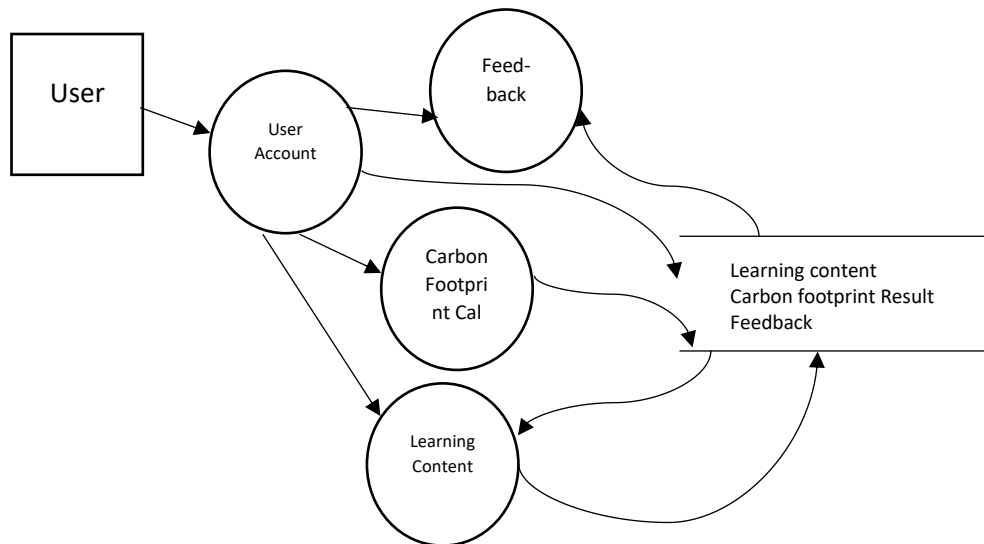 User
User
Account
Feed-
back
Carbon
Footpri
nt Cal
Learning content
Carbon footprint Result
Feedback
Learning
Content